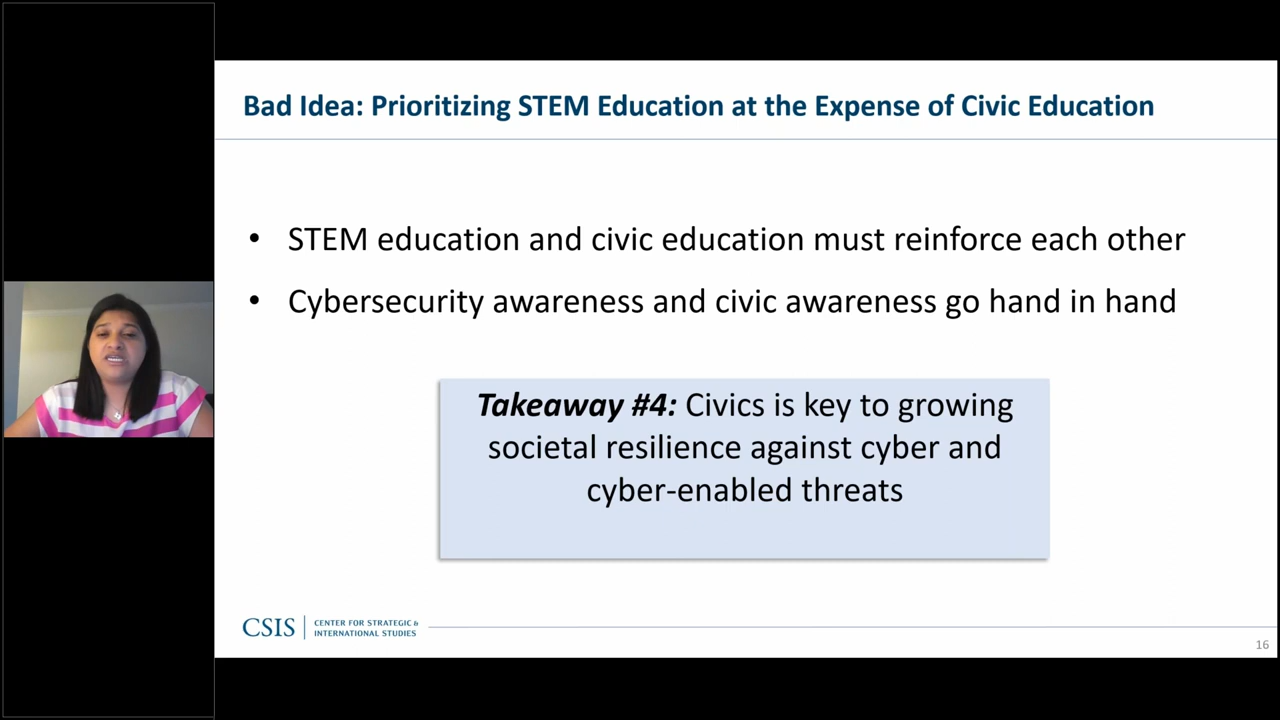 Bad Idea: Prioritizing STEM Education at the Expense of Civic Education
• STEM education and civic education must reinforce each other
• Cybersecurity awareness and civic awareness go hand in hand
Takeaway #4: Civics is key to growing
societal resilience against cyber and
cyber-enabled threats
CSIS
CENTER FOR STRATEGIC &
INTERNATIONAL STUDIES
16